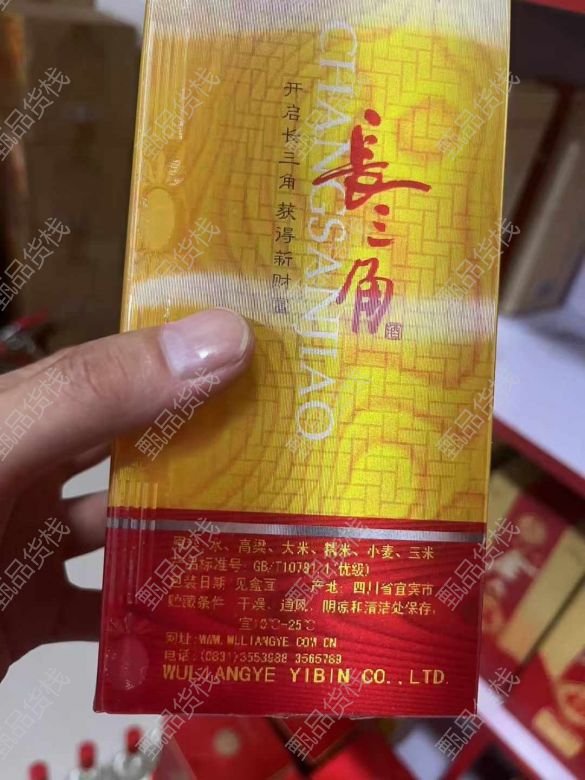 长三角
酒
开启长三角 获得新财富
CHANGSANJIAO
原料:水、高粱、大米、糯米、小麦、玉米
产品标准号:GB/T10781.1(优级)
包装日期:见盒面 产地:四川省宜宾市
贮藏条件:干燥、通风、阴凉和清洁处保存,
宜10℃-25℃
网址:WWW.WULIANGYE.COM.CN
电话:(0831)3553988 3565789
WULIANGYE YIBIN CO.,LTD.
甄品货栈